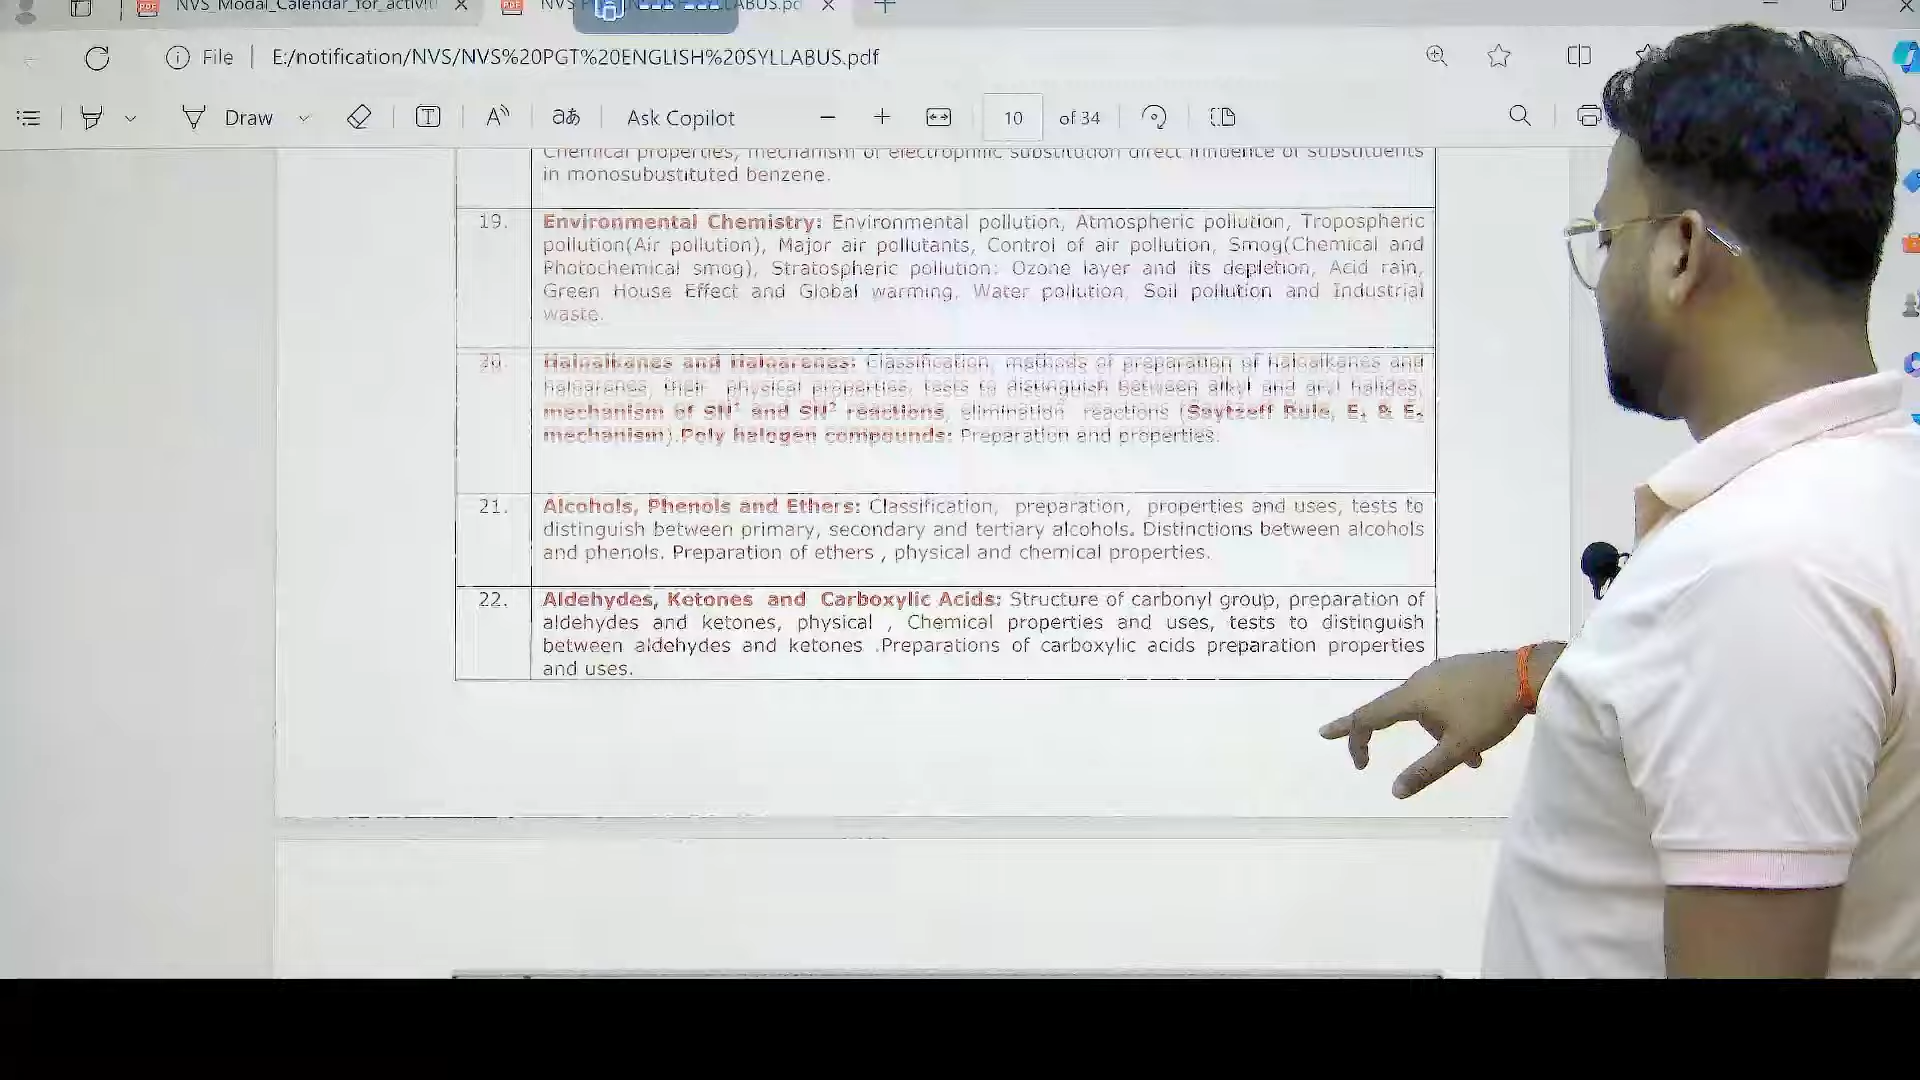 NVS_Modal_Calendar_for_activit
File
E:/notification/NVS/NVS%20PGT%20ENGLISH%20SYLLABUS.pdf
Draw
Ask Copilot
10
of 34
Chemical properties, mechanism of electrophilic substitution direct influence of substituents
in monosubustituted benzene.
19.
Environmental Chemistry: Environmental pollution, Atmospheric pollution, Tropospheric
pollution(Air pollution), Major air pollutants, Control of air pollution, Smog(Chemical and
Photochemical smog), Stratospheric pollution: Ozone layer and its depletion, Acid rain,
Green House Effect and Global warming. Water pollution, Soil pollution and Industrial
waste.
20.
Haloalkanes and Haloarenes: Classification, methods of preparation of haloalkanes and
haloarenes, their physical properties, tests to distinguish between alkyl and aryl halides,
mechanism of SN¹ and SN² reactions, elimination reactions (Saytzeff Rule, E₁ & E₂
mechanism).Poly halogen compounds: Preparation and properties.
21.
Alcohols, Phenols and Ethers: Classification, preparation, properties and uses, tests to
distinguish between primary, secondary and tertiary alcohols. Distinctions between alcohols
and phenols. Preparation of ethers , physical and chemical properties.
22.
Aldehydes, Ketones and Carboxylic Acids: Structure of carbonyl group, preparation of
aldehydes and ketones, physical , Chemical properties and uses, tests to distinguish
between aldehydes and ketones .Preparations of carboxylic acids preparation properties
and uses.